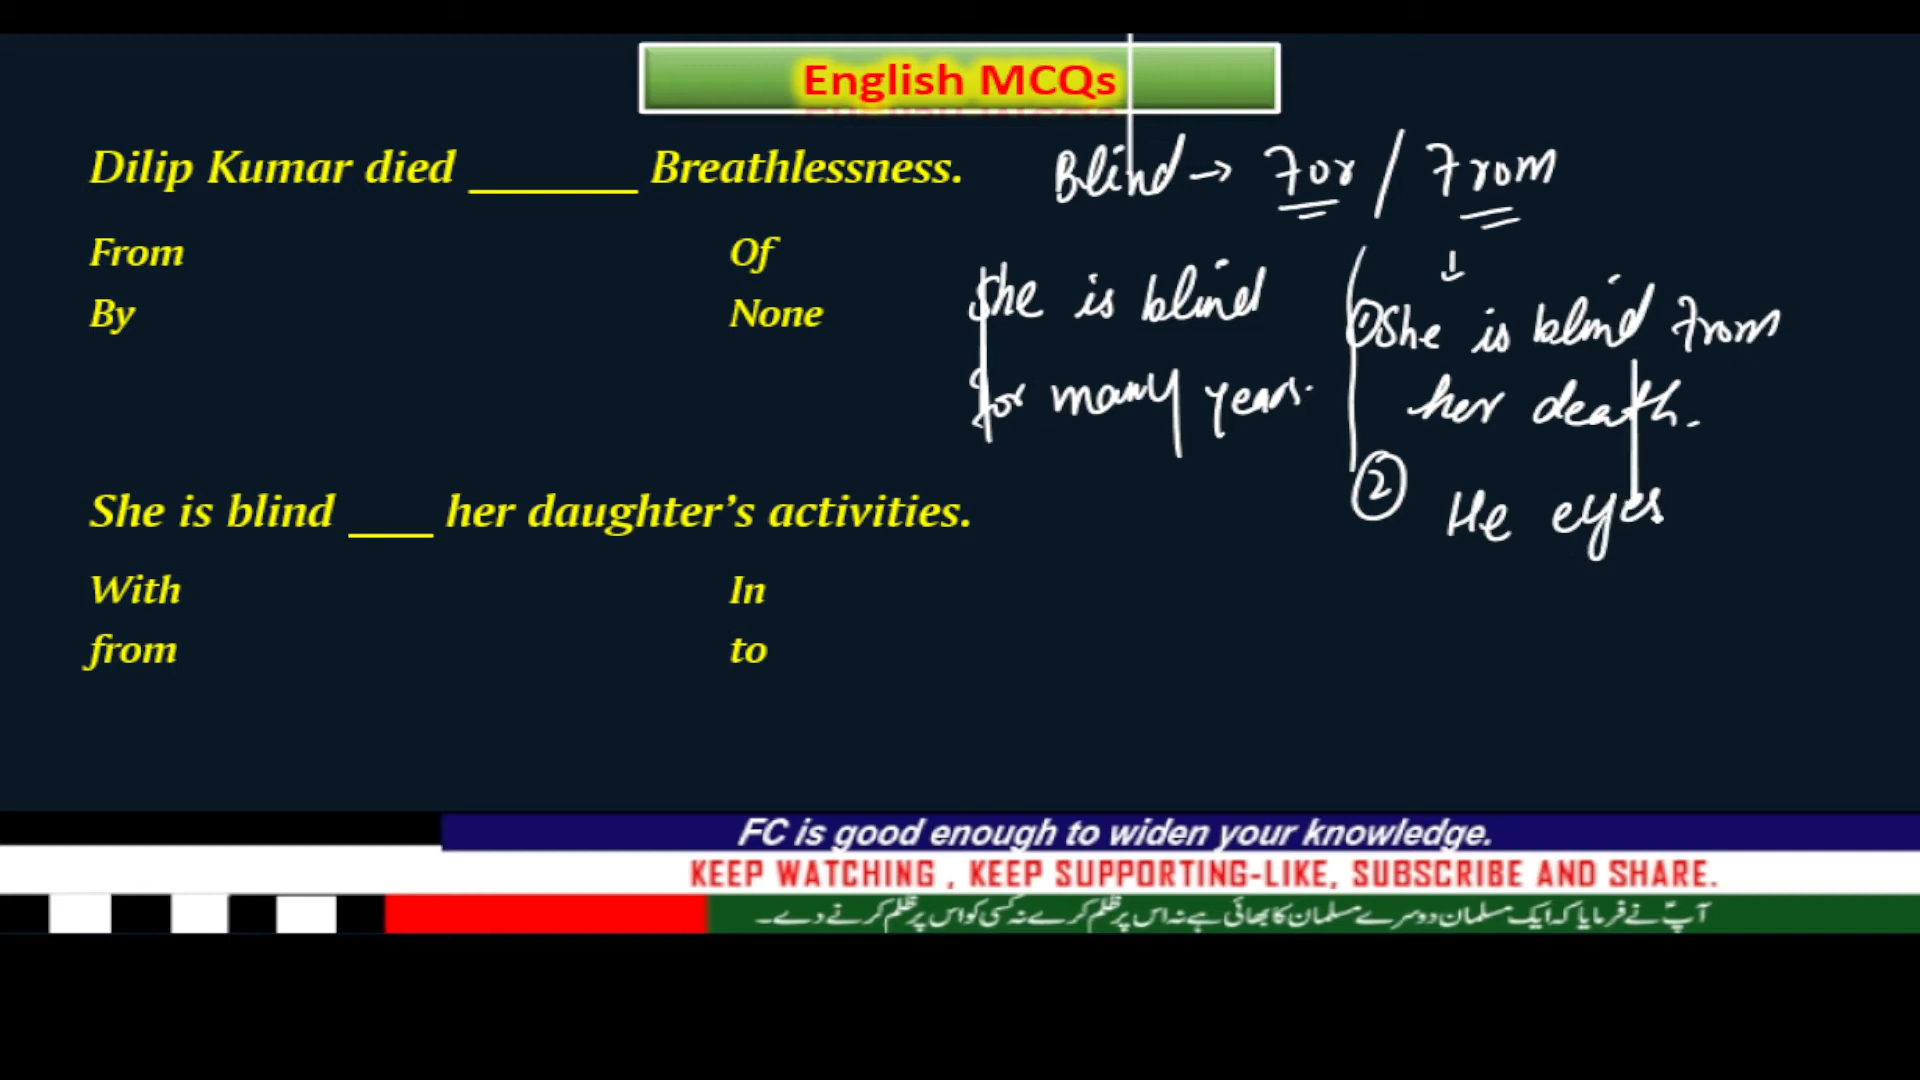 English MCQs
Dilip Kumar died ________ Breathlessness.
From
Of
By
None
She is blind ____ her daughter’s activities.
With
In
from
to
Blind → For / From
She is blind
for many years.
① She is blind from
her death.
② He eyes
FC is good enough to widen your knowledge.
KEEP WATCHING , KEEP SUPPORTING-LIKE, SUBSCRIBE AND SHARE.
آپؐ نے فرمایا کہ ایک مسلمان دوسرے مسلمان کا بھائی ہے نہ اس پر ظلم کرے نہ کسی کو اس پر ظلم کرنے دے۔